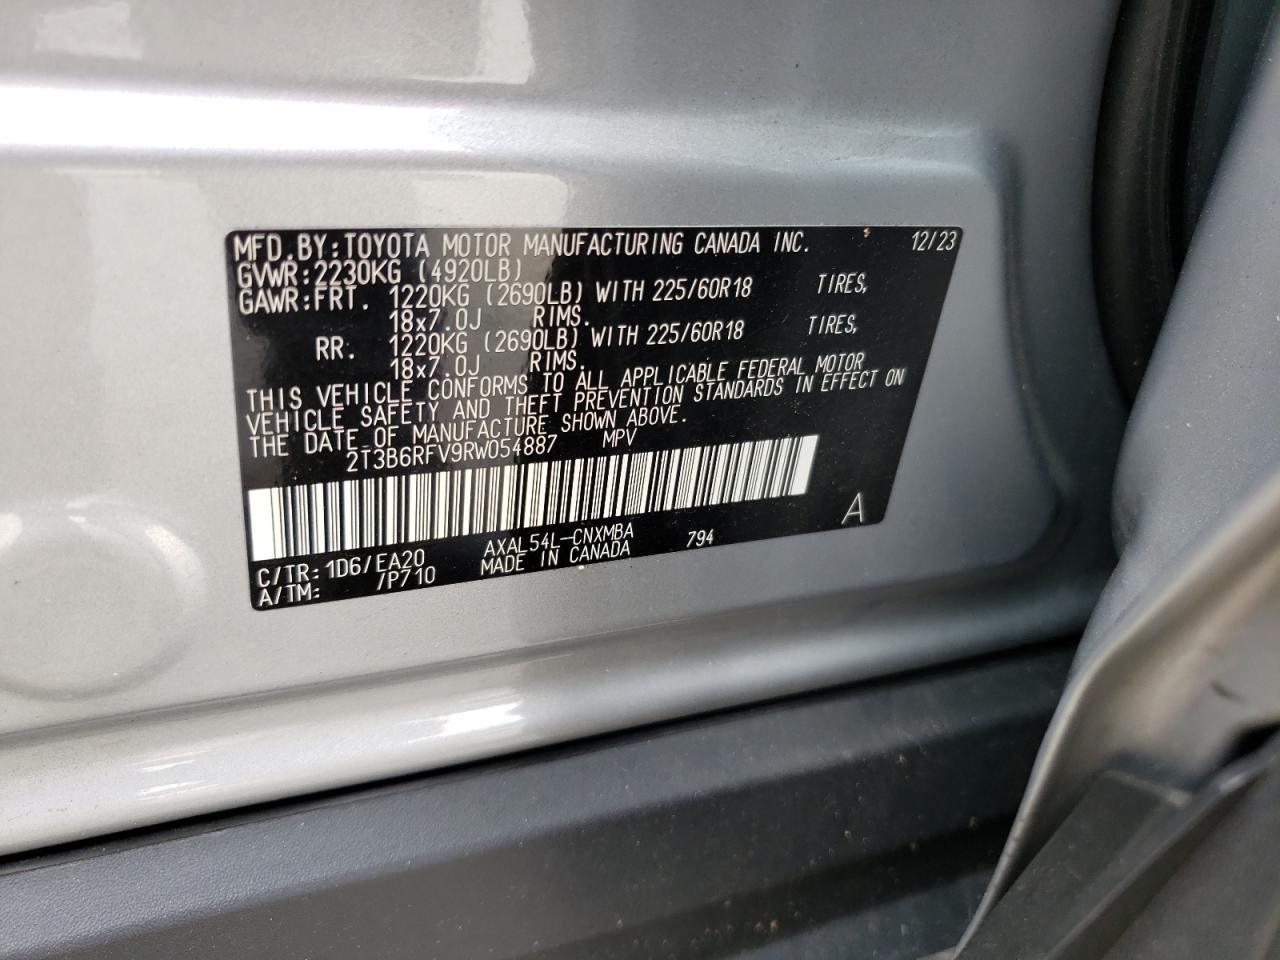 MFD.BY:TOYOTA MOTOR MANUFACTURING CANADA INC. 12/23
GVWR:2230KG (4920LB)
GAWR:FRT. 1220KG (2690LB) WITH 225/60R18 TIRES,
18x7.0J RIMS.
RR. 1220KG (2690LB) WITH 225/60R18 TIRES,
18x7.0J RIMS.
THIS VEHICLE CONFORMS TO ALL APPLICABLE FEDERAL MOTOR
VEHICLE SAFETY AND THEFT PREVENTION STANDARDS IN EFFECT ON
THE DATE OF MANUFACTURE SHOWN ABOVE.
2T3B6RFV9RW054887 MPV
A
C/TR:1D6/EA20 AXAL54L-CNXMBA 794
A/TM: /P710 MADE IN CANADA